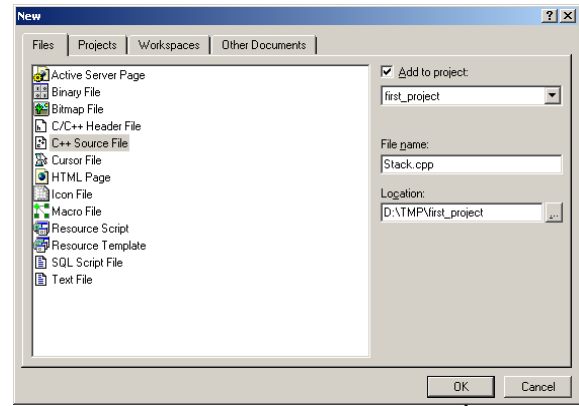 New
Files Projects Workspaces Other Documents
Active Server Page
Binary File
Bitmap File
C/C++ Header File
C++ Source File
Cursor File
HTML Page
Icon File
Macro File
Resource Script
Resource Template
SQL Script File
Text File
Add to project:
first_project
File name:
Stack.cpp
Location:
D:\TMP\first_project
...
OK Cancel